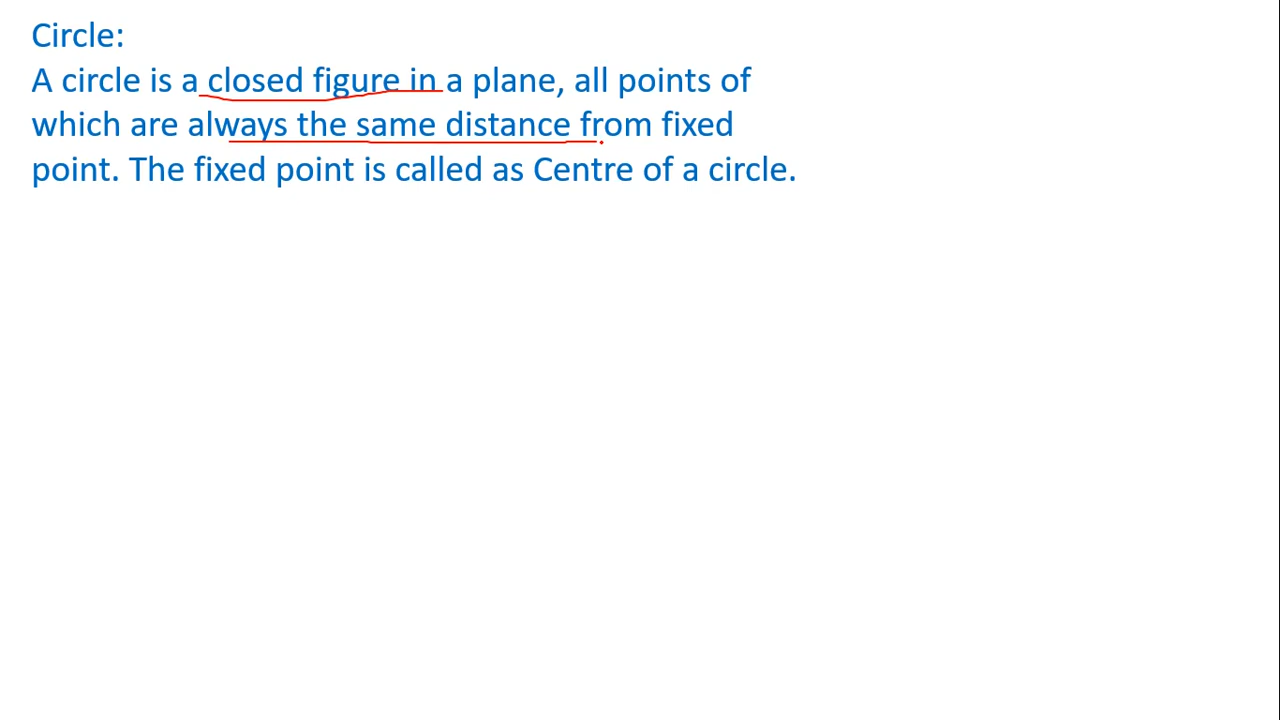 Circle:
A circle is a closed figure in a plane, all points of
which are always the same distance from fixed
point. The fixed point is called as Centre of a circle.